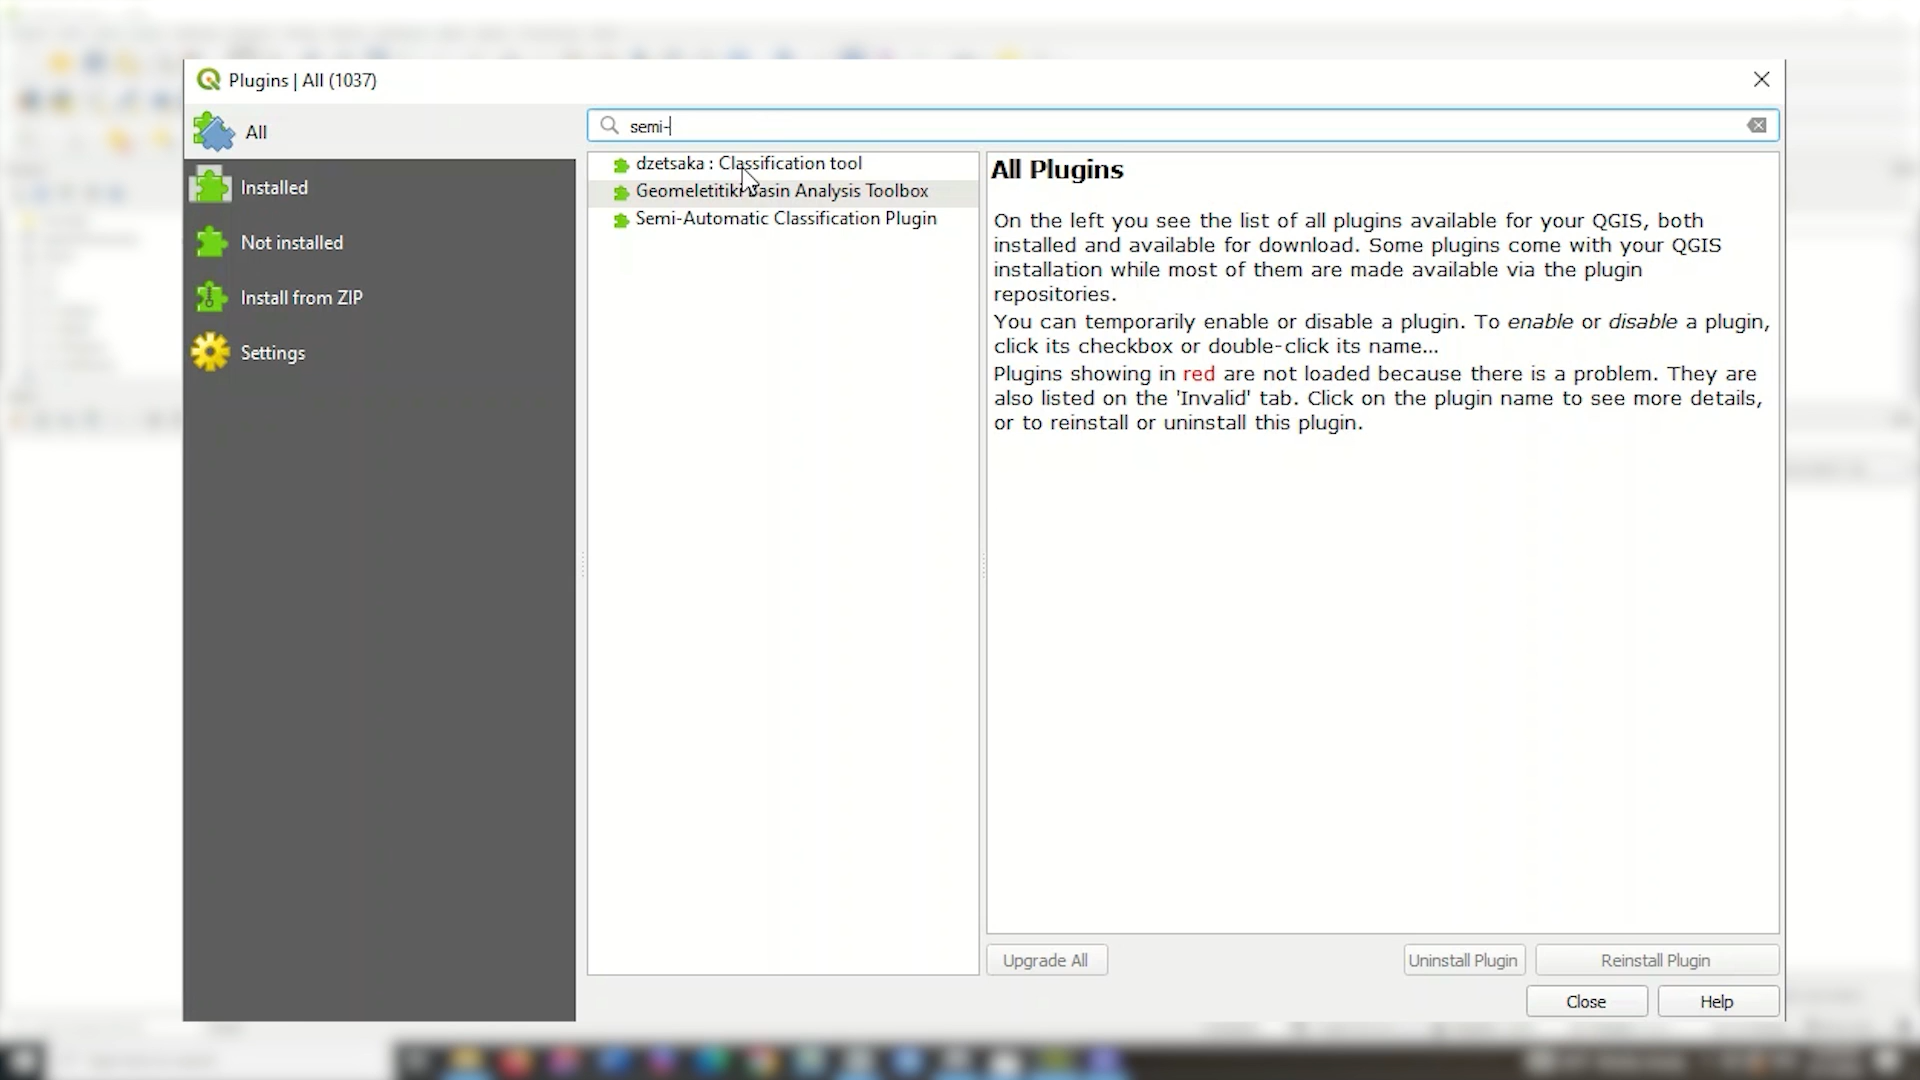 Plugins | All (1037)
All
Installed
Not installed
Install from ZIP
Settings
semi-
dzetsaka : Classification tool
Geomeletitiki Basin Analysis Toolbox
Semi-Automatic Classification Plugin
All Plugins
On the left you see the list of all plugins available for your QGIS, both
installed and available for download. Some plugins come with your QGIS
installation while most of them are made available via the plugin
repositories.
You can temporarily enable or disable a plugin. To enable or disable a plugin,
click its checkbox or double-click its name...
Plugins showing in red are not loaded because there is a problem. They are
also listed on the 'Invalid' tab. Click on the plugin name to see more details,
or to reinstall or uninstall this plugin.
Upgrade All
Uninstall Plugin
Reinstall Plugin
Close
Help